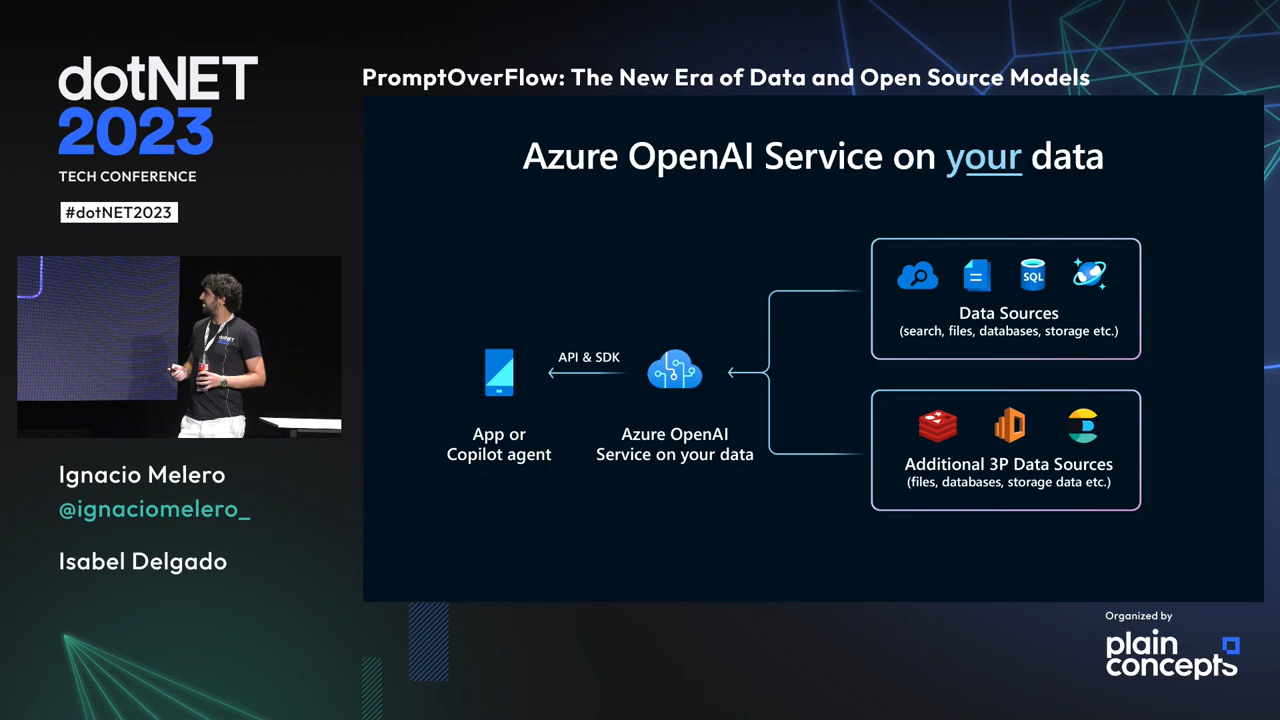 dotNET
2023
TECH CONFERENCE
#dotNET2023
Ignacio Melero
@ignaciomelero_
Isabel Delgado
PromptOverFlow: The New Era of Data and Open Source Models
Azure OpenAI Service on your data
SQL
Data Sources
(search, files, databases, storage etc.)
API & SDK
App or
Copilot agent
Azure OpenAI
Service on your data
Additional 3P Data Sources
(files, databases, storage data etc.)
Organized by
plain
concepts